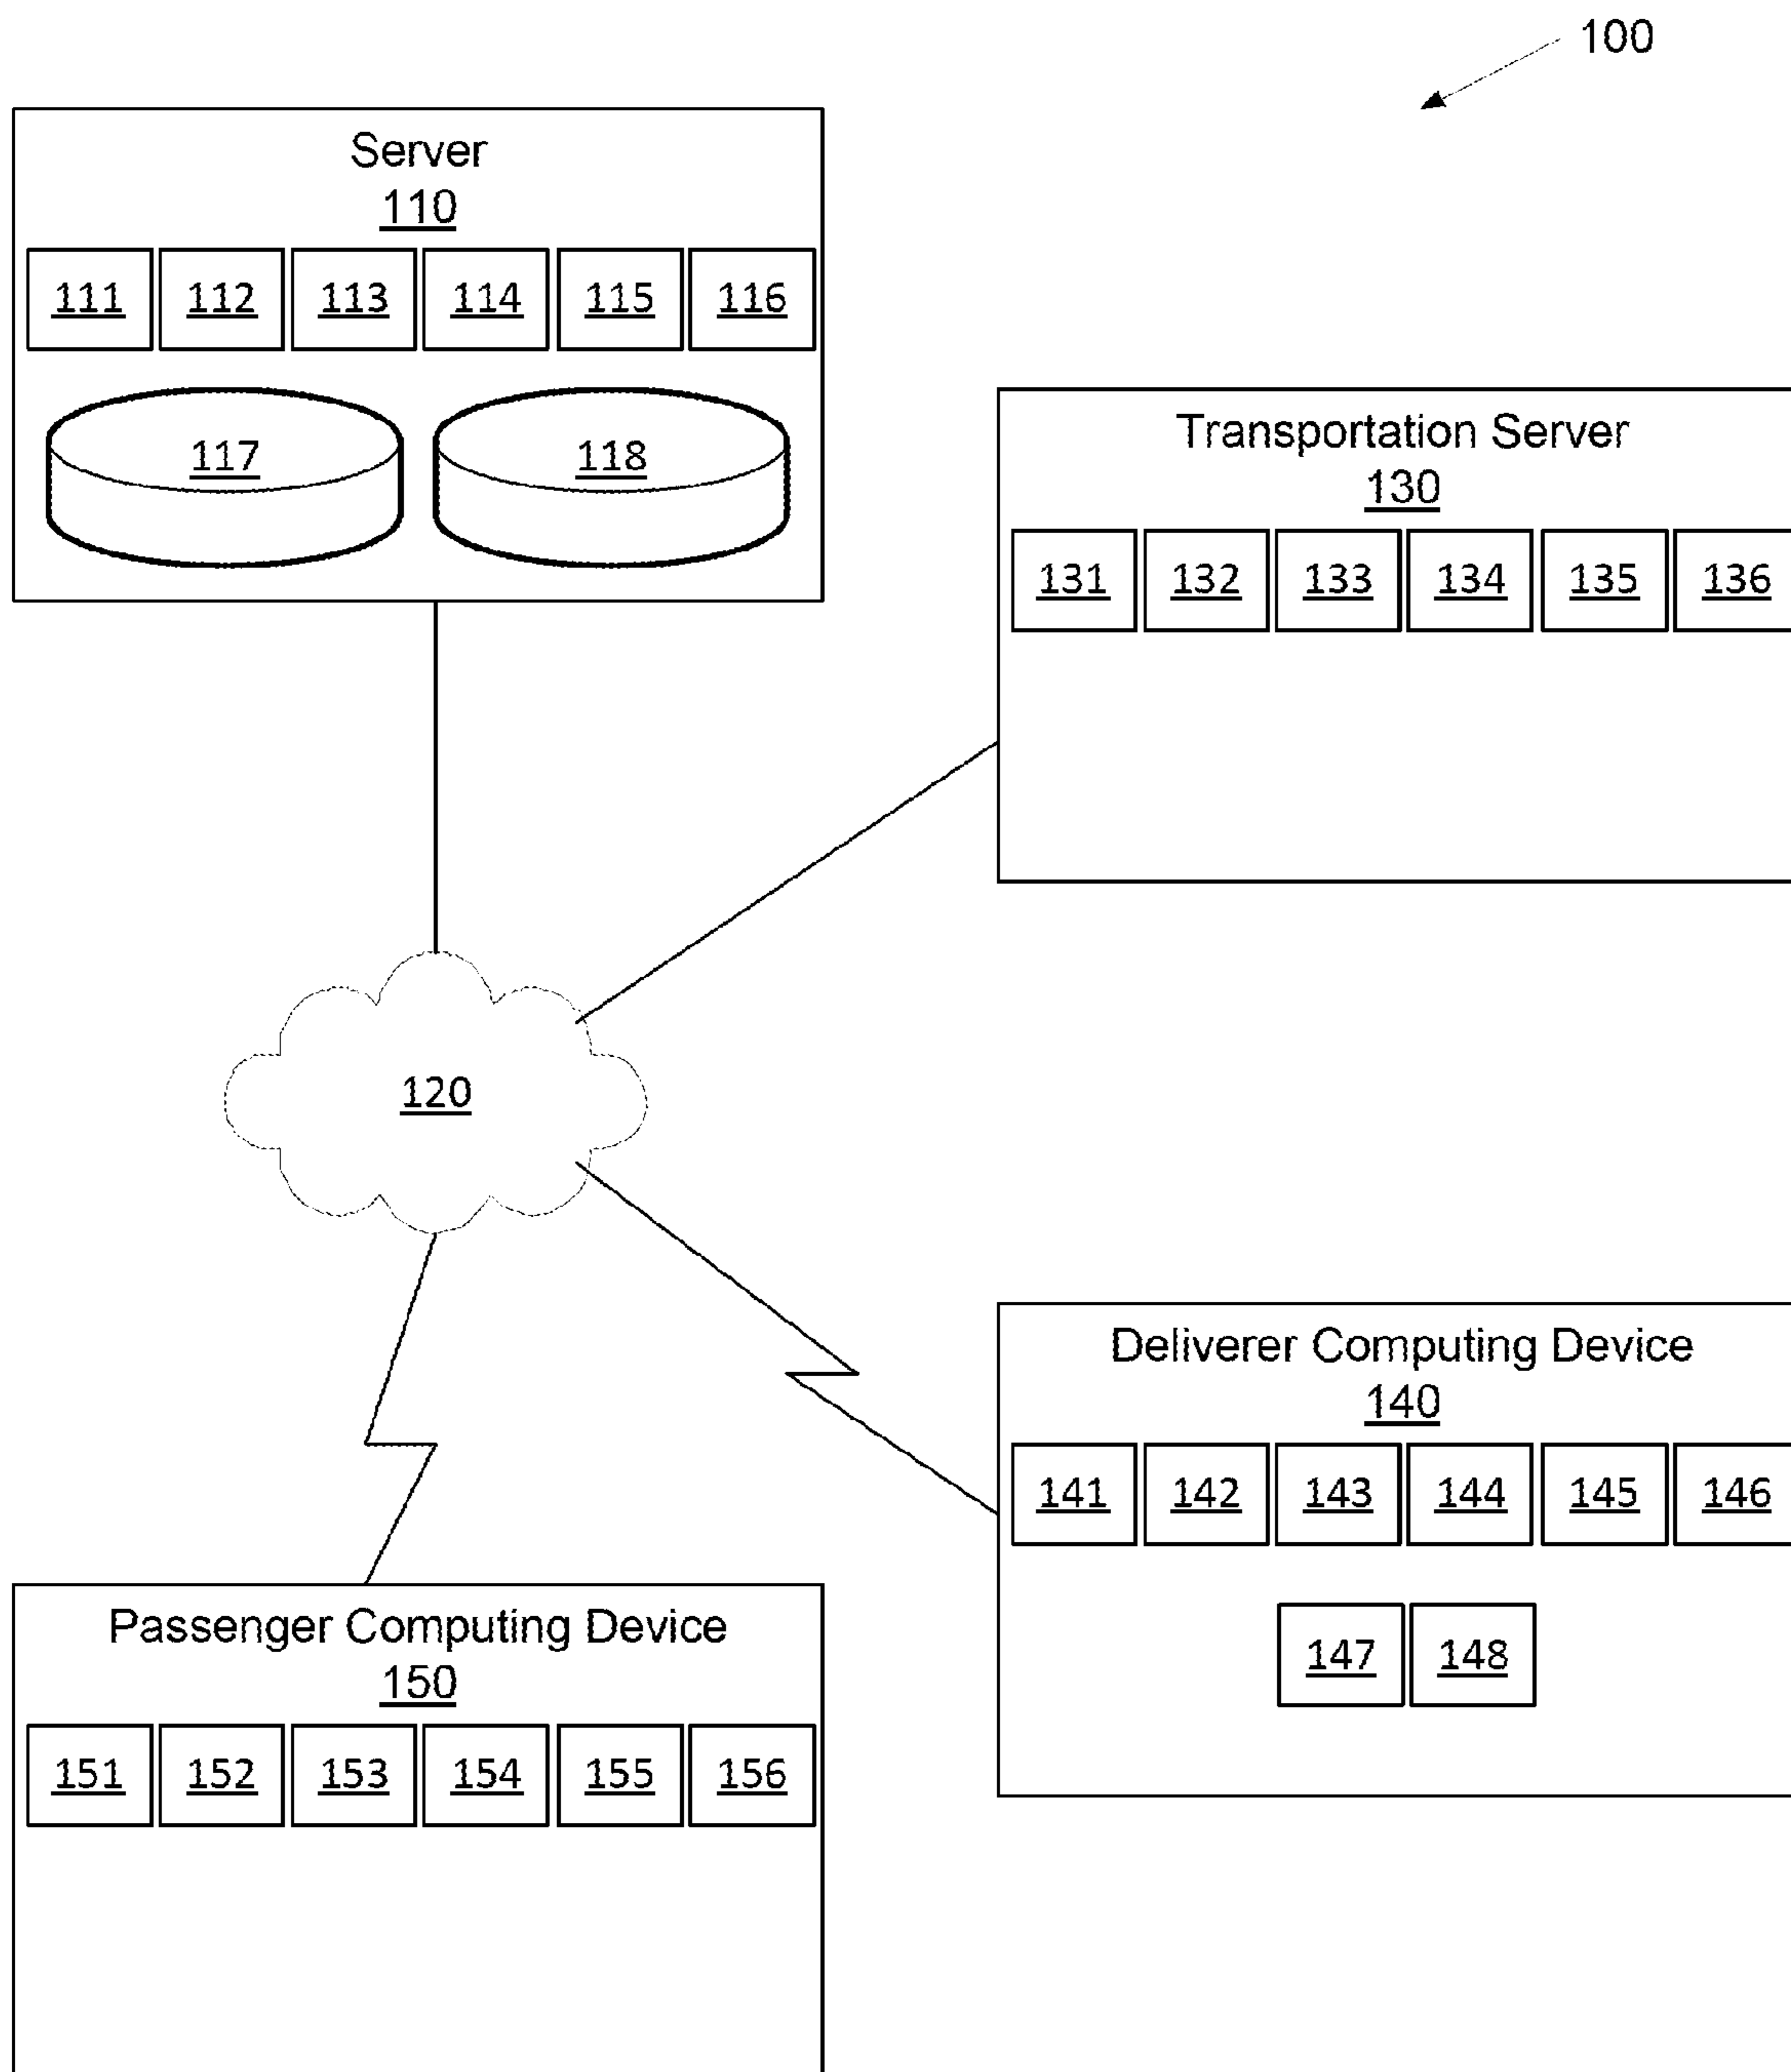 100
Server
110
111 112 113 114 115 116
117 118
Transportation Server
130
131 132 133 134 135 136
120
Deliverer Computing Device
140
141 142 143 144 145 146
147 148
Passenger Computing Device
150
151 152 153 154 155 156